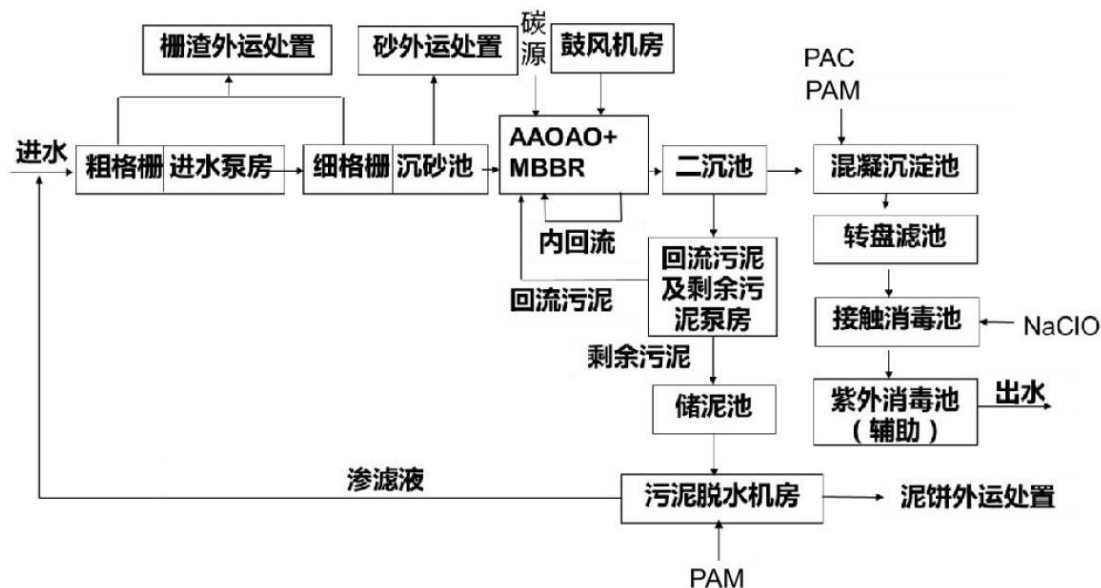 栅渣外运处置
砂外运处置
碳
源
鼓风机房
PAC
PAM
进水
粗格栅
进水泵房
细格栅
沉砂池
AAOAO+
MBBR
二沉池
混凝沉淀池
内回流
转盘滤池
回流污泥
回流污泥
及剩余污
泥泵房
接触消毒池
NaClO
剩余污泥
储泥池
紫外消毒池
（辅助）
出水
渗滤液
污泥脱水机房
泥饼外运处置
PAM